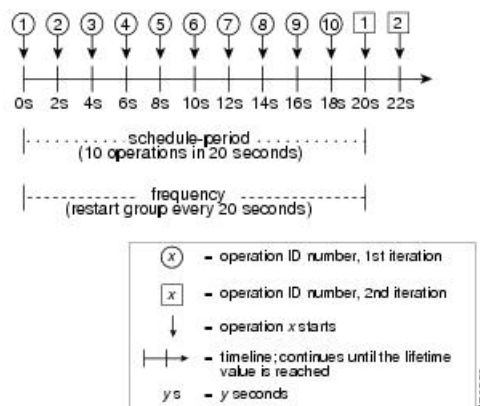 1 2 3 4 5 6 7 8 9 10 1 2
0s 2s 4s 6s 8s 10s 12s 14s 16s 18s 20s 22s
schedule-period
(10 operations in 20 seconds)
frequency
(restart group every 20 seconds)
x = operation ID number, 1st iteration
x = operation ID number, 2nd iteration
= operation x starts
= timeline; continues until the lifetime
value is reached
y s = y seconds